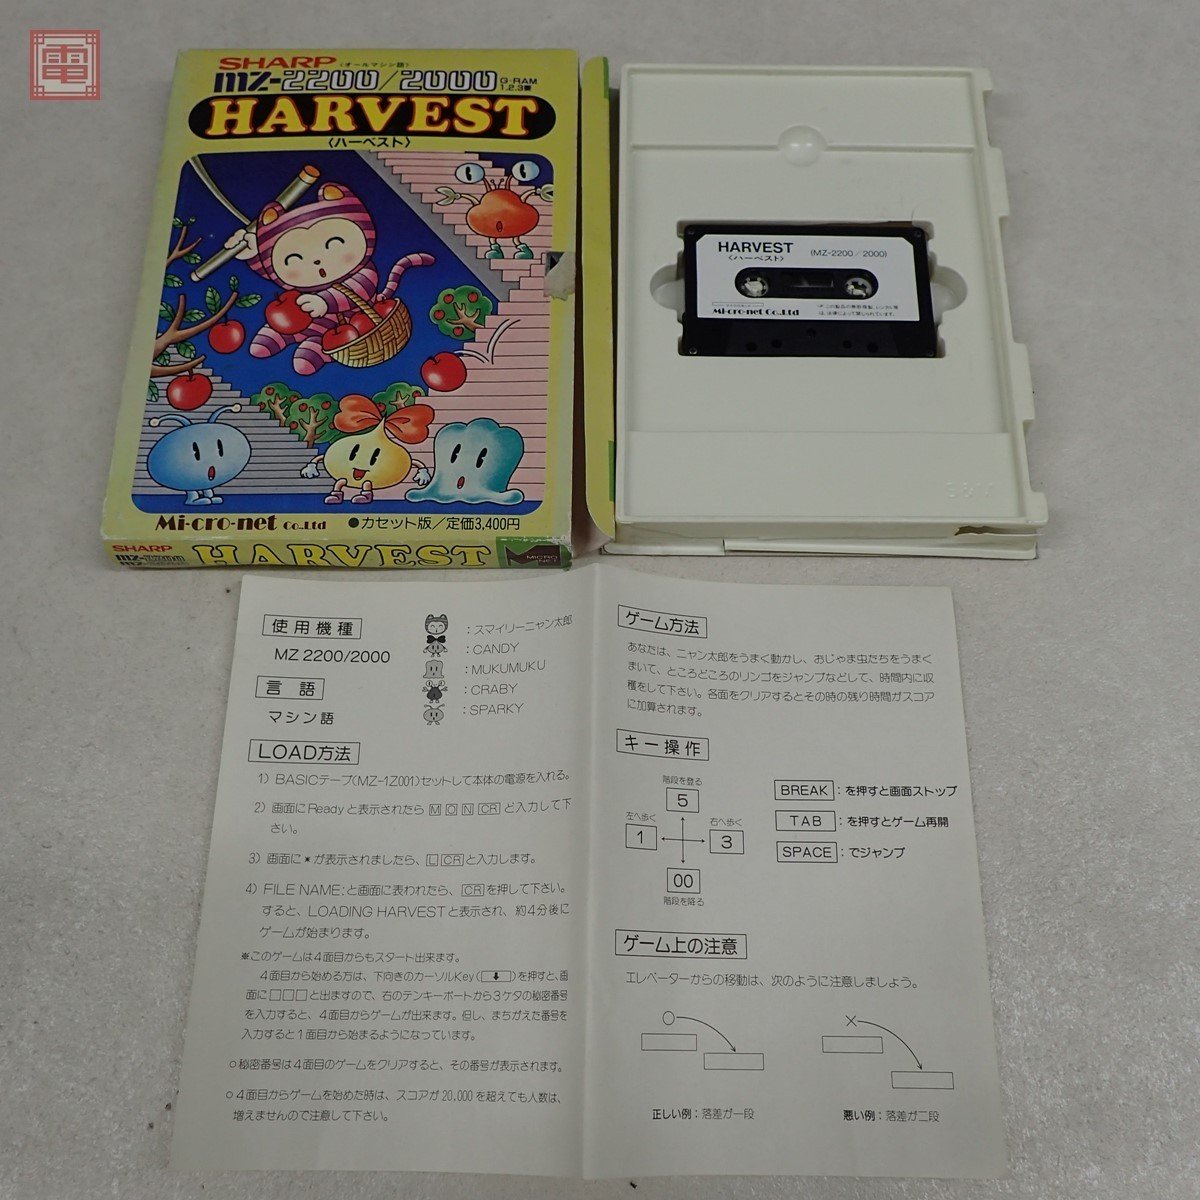 電
SHARP
〈オールマシン語〉
mz-2200/2000
G-RAM
1,2,3要
HARVEST
〈ハーベスト〉
Mi-cro-net Co.,Ltd
●カセット版/定価3,400円
SHARP
HARVEST
MICRO
NET
HARVEST
〈ハーベスト〉
(MZ-2200/2000)
Mi-cro-net Co.,Ltd
使用機種
MZ 2200/2000
言語
マシン語
:スマイリーニャン太郎
:CANDY
:MUKUMUKU
:CRABY
:SPARKY
LOAD方法
1) BASICテープ(MZ-1Z001)セットして本体の電源を入れる。
2) 画面にReadyと表示されたら M O N CR と入力して下
さい。
3) 画面に*が表示されましたら、L CR と入力します。
4) FILE NAME:と画面に表われたら、CR を押して下さい。
すると、LOADING HARVESTと表示され、約4分後に
ゲームが始まります。
※このゲームは4面目からもスタート出来ます。
4面目から始める方は、下向きのカーソルKey(⬇)を押すと、画
面に□□□と出ますので、右のテンキーボートから3ケタの秘密番号
を入力すると、4面目からゲームが出来ます。但し、まちがえた番号を
入力すると1面目から始まるようになっています。
○秘密番号は4面目のゲームをクリアすると、その番号が表示されます。
○4面目からゲームを始めた時は、スコアが20,000を超えても人数は、
増えませんので注意して下さい。
ゲーム方法
あなたは、ニャン太郎をうまく動かし、おじゃま虫たちをうまく
まいて、ところどころのリンゴをジャンプなどして、時間内に収
穫をして下さい。各面をクリアするとその時の残り時間がスコア
に加算されます。
キー操作
階段を登る
5
左へ歩く
1
右へ歩く
3
00
階段を降る
BREAK :を押すと画面ストップ
TAB :を押すとゲーム再開
SPACE :でジャンプ
ゲーム上の注意
エレベーターからの移動は、次のように注意しましょう。
○
×
正しい例:落差が一段
悪い例:落差が二段